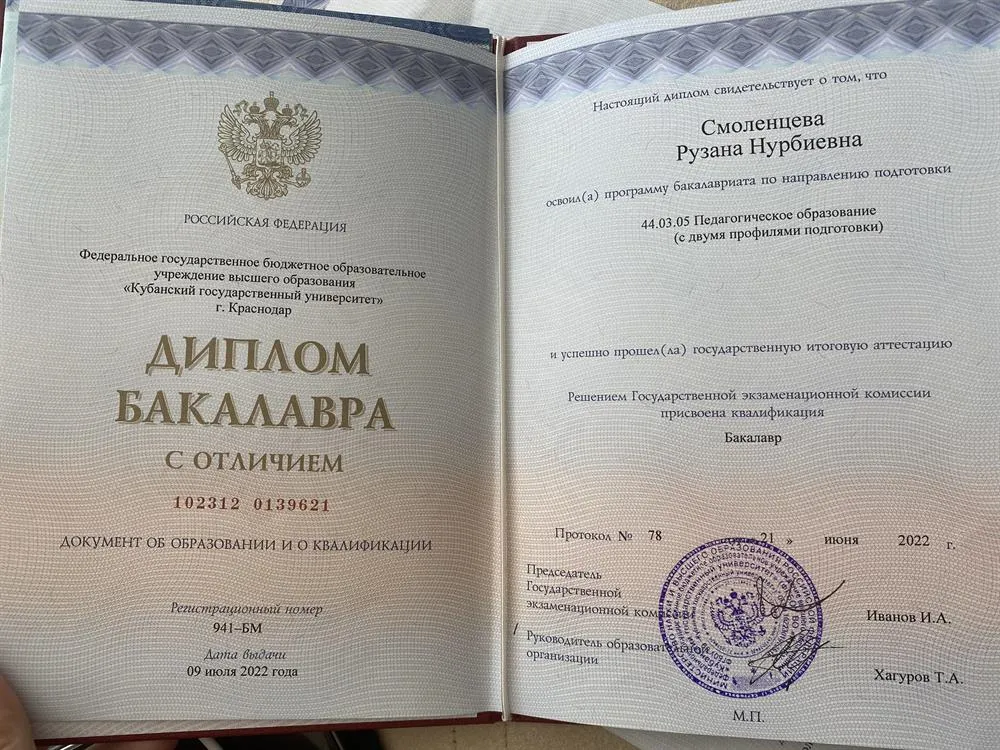 РОССИЙСКАЯ ФЕДЕРАЦИЯ
Федеральное государственное бюджетное образовательное
учреждение высшего образования
«Кубанский государственный университет»
г. Краснодар
ДИПЛОМ
БАКАЛАВРА
С ОТЛИЧИЕМ
102312 0139621
ДОКУМЕНТ ОБ ОБРАЗОВАНИИ И О КВАЛИФИКАЦИИ
Регистрационный номер
941–БМ
Дата выдачи
09 июля 2022 года
Настоящий диплом свидетельствует о том, что
Смоленцева
Рузана Нурбиевна
освоил(а) программу бакалавриата по направлению подготовки
44.03.05 Педагогическое образование
(с двумя профилями подготовки)
и успешно прошел(ла) государственную итоговую аттестацию
Решением Государственной экзаменационной комиссии
присвоена квалификация
Бакалавр
Протокол № 78 21 » июня 2022 г.
Председатель
Государственной
экзаменационной комиссии
Иванов И.А.
/ Руководитель образовательной
организации
Хагуров Т.А.
М.П.